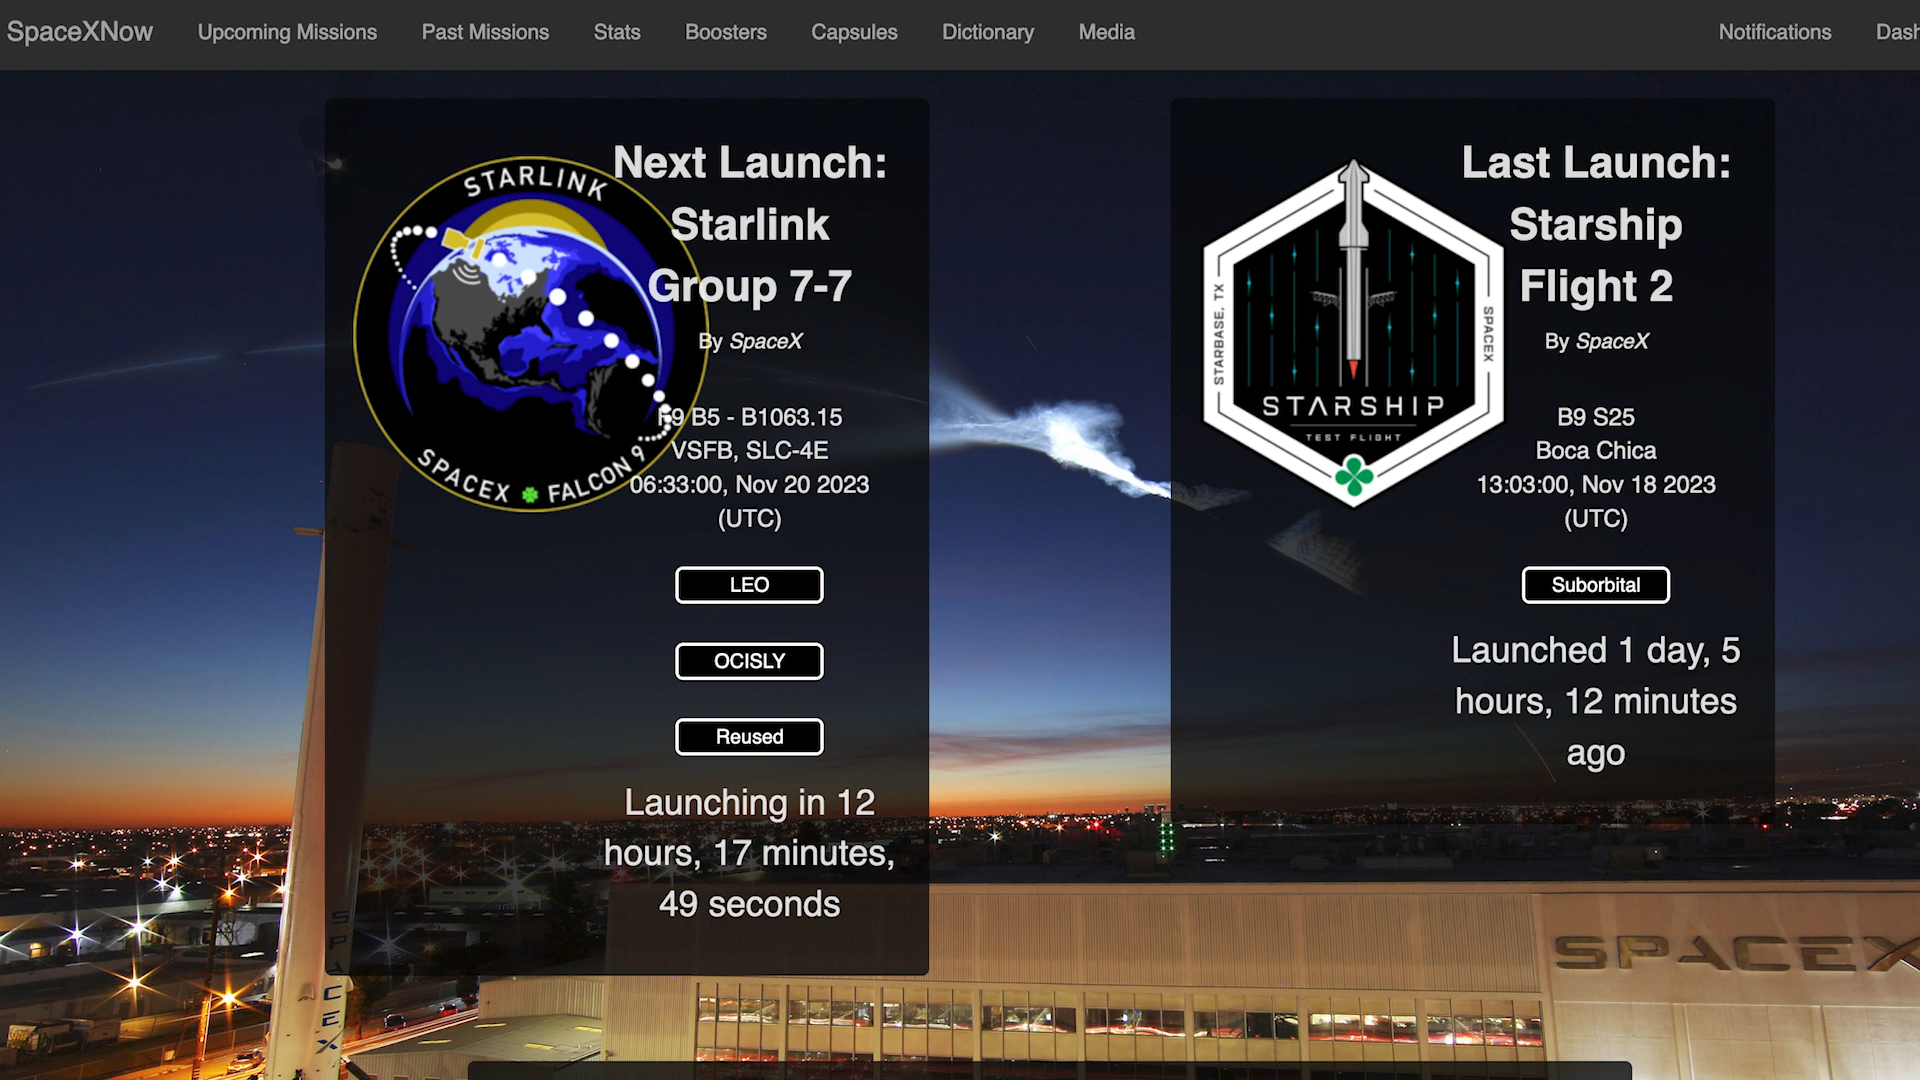 SpaceXNow Upcoming Missions Past Missions Stats Boosters Capsules Dictionary Media Notifications Dash
STARLINK
SPACEX FALCON 9
Next Launch:
Starlink
Group 7-7
By SpaceX
F9 B5 - B1063.15
VSFB, SLC-4E
06:33:00, Nov 20 2023
(UTC)
LEO
OCISLY
Reused
Launching in 12
hours, 17 minutes,
49 seconds
STARBASE, TX
SPACEX
STARSHIP
TEST FLIGHT
Last Launch:
Starship
Flight 2
By SpaceX
B9 S25
Boca Chica
13:03:00, Nov 18 2023
(UTC)
Suborbital
Launched 1 day, 5
hours, 12 minutes
ago
SPACEX
SPACEX